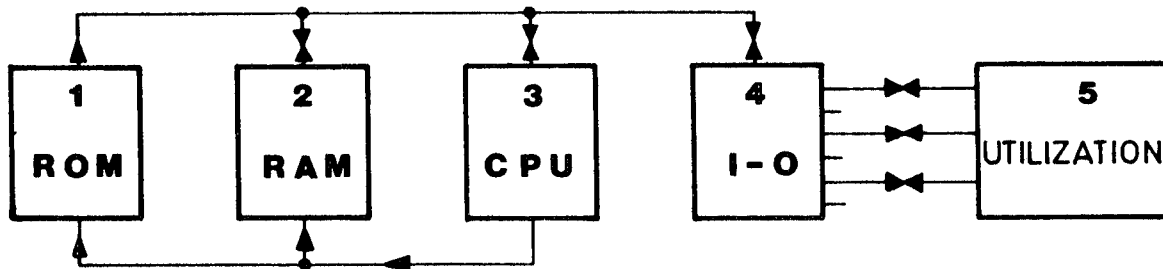 1
ROM
2
RAM
3
CPU
4
I-O
5
UTILIZATION